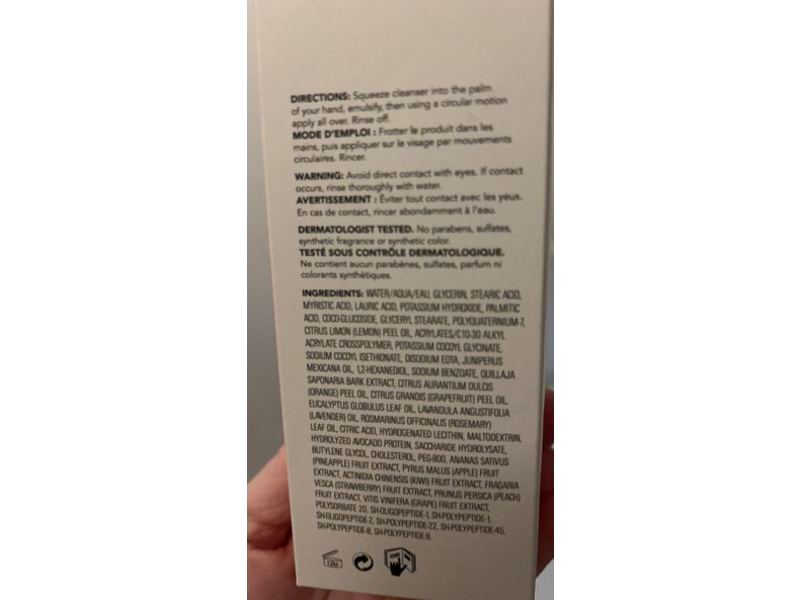 DIRECTIONS: Squeeze cleanser into the palm
of your hand, emulsify, then using a circular motion
apply all over. Rinse off.
MODE D'EMPLOI : Frotter le produit dans les
mains, puis appliquer sur le visage par mouvements
circulaires. Rincer.
WARNING: Avoid direct contact with eyes. If contact
occurs, rinse thoroughly with water.
AVERTISSEMENT : Éviter tout contact avec les yeux.
En cas de contact, rincer abondamment à l'eau.
DERMATOLOGIST TESTED. No parabens, sulfates,
synthetic fragrance or synthetic color.
TESTÉ SOUS CONTRÔLE DERMATOLOGIQUE.
Ne contient aucun parabènes, sulfates, parfum ni
colorants synthétiques.
INGREDIENTS: WATER/AQUA/EAU, GLYCERIN, STEARIC ACID,
MYRISTIC ACID, LAURIC ACID, POTASSIUM HYDROXIDE, PALMITIC
ACID, COCO-GLUCOSIDE, GLYCERYL STEARATE, POLYQUATERNIUM-7,
CITRUS LIMON (LEMON) PEEL OIL, ACRYLATES/C10-30 ALKYL
ACRYLATE CROSSPOLYMER, POTASSIUM COCOYL GLYCINATE,
SODIUM COCOYL ISETHIONATE, DISODIUM EDTA, JUNIPERUS
MEXICANA OIL, 1,2-HEXANEDIOL, SODIUM BENZOATE, QUILLAJA
SAPONARIA BARK EXTRACT, CITRUS AURANTIUM DULCIS
(ORANGE) PEEL OIL, CITRUS GRANDIS (GRAPEFRUIT) PEEL OIL,
EUCALYPTUS GLOBULUS LEAF OIL, LAVANDULA ANGUSTIFOLIA
(LAVENDER) OIL, ROSMARINUS OFFICINALIS (ROSEMARY)
LEAF OIL, CITRIC ACID, HYDROGENATED LECITHIN, MALTODEXTRIN,
HYDROLYZED AVOCADO PROTEIN, SACCHARIDE HYDROLYSATE,
BUTYLENE GLYCOL, CHOLESTEROL, PEG-800, ANANAS SATIVUS
(PINEAPPLE) FRUIT EXTRACT, PYRUS MALUS (APPLE) FRUIT
EXTRACT, ACTINIDIA CHINENSIS (KIWI) FRUIT EXTRACT, FRAGARIA
VESCA (STRAWBERRY) FRUIT EXTRACT, PRUNUS PERSICA (PEACH)
FRUIT EXTRACT, VITIS VINIFERA (GRAPE) FRUIT EXTRACT,
POLYSORBATE 20, SH-OLIGOPEPTIDE-1, SH-POLYPEPTIDE-1,
SH-OLIGOPEPTIDE-2, SH-POLYPEPTIDE-22, SH-POLYPEPTIDE-45,
SH-POLYPEPTIDE-8, SH-POLYPEPTIDE-11.
12M